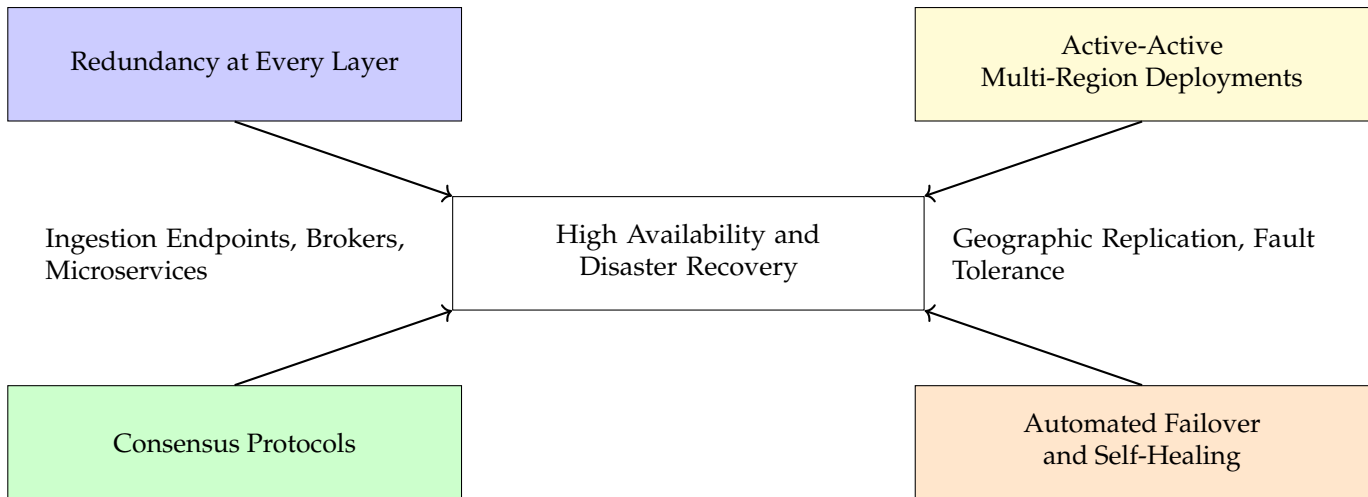 Redundancy at Every Layer
Active-Active
Multi-Region Deployments
Ingestion Endpoints, Brokers,
Microservices
High Availability and
Disaster Recovery
Geographic Replication, Fault
Tolerance
Consensus Protocols
Automated Failover
and Self-Healing